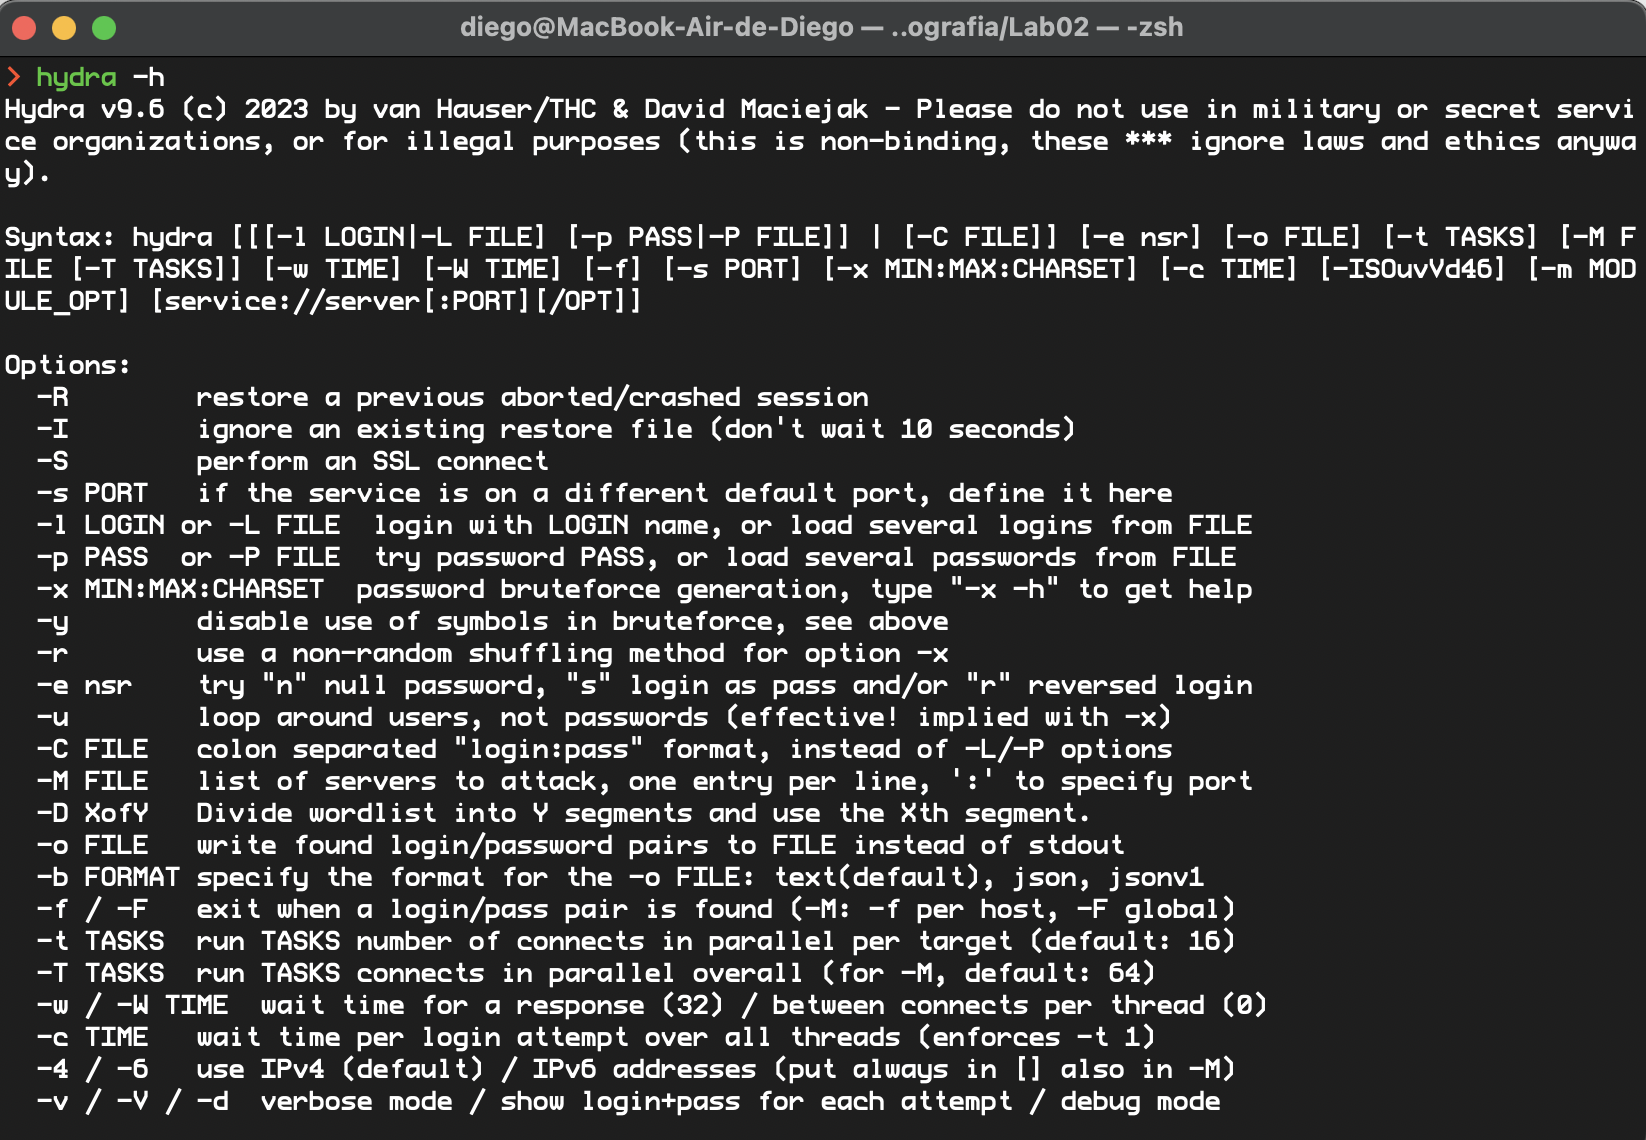 diego@MacBook-Air-de-Diego — ..ografia/Lab02 — -zsh
> hydra -h
Hydra v9.6 (c) 2023 by van Hauser/THC & David Maciejak - Please do not use in military or secret servi
ce organizations, or for illegal purposes (this is non-binding, these *** ignore laws and ethics anywa
y).
Syntax: hydra [[[-l LOGIN|-L FILE] [-p PASS|-P FILE]] | [-C FILE]] [-e nsr] [-o FILE] [-t TASKS] [-M F
ILE [-T TASKS]] [-w TIME] [-W TIME] [-f] [-s PORT] [-x MIN:MAX:CHARSET] [-c TIME] [-ISOuvVd46] [-m MOD
ULE_OPT] [service://server[:PORT][/OPT]]
Options:
  -R        restore a previous aborted/crashed session
  -I        ignore an existing restore file (don't wait 10 seconds)
  -S        perform an SSL connect
  -s PORT   if the service is on a different default port, define it here
  -l LOGIN or -L FILE  login with LOGIN name, or load several logins from FILE
  -p PASS  or -P FILE  try password PASS, or load several passwords from FILE
  -x MIN:MAX:CHARSET  password bruteforce generation, type "-x -h" to get help
  -y        disable use of symbols in bruteforce, see above
  -r        use a non-random shuffling method for option -x
  -e nsr    try "n" null password, "s" login as pass and/or "r" reversed login
  -u        loop around users, not passwords (effective! implied with -x)
  -C FILE   colon separated "login:pass" format, instead of -L/-P options
  -M FILE   list of servers to attack, one entry per line, ':' to specify port
  -D XofY   Divide wordlist into Y segments and use the Xth segment.
  -o FILE   write found login/password pairs to FILE instead of stdout
  -b FORMAT specify the format for the -o FILE: text(default), json, jsonv1
  -f / -F   exit when a login/pass pair is found (-M: -f per host, -F global)
  -t TASKS  run TASKS number of connects in parallel per target (default: 16)
  -T TASKS  run TASKS connects in parallel overall (for -M, default: 64)
  -w / -W TIME  wait time for a response (32) / between connects per thread (0)
  -c TIME   wait time per login attempt over all threads (enforces -t 1)
  -4 / -6   use IPv4 (default) / IPv6 addresses (put always in [] also in -M)
  -v / -V / -d  verbose mode / show login+pass for each attempt / debug mode